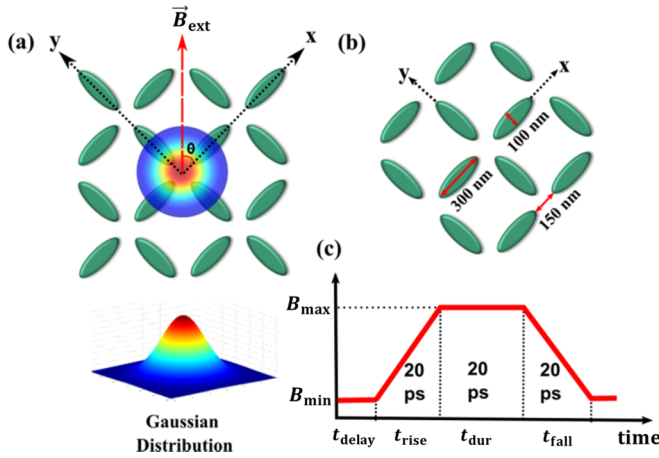 (a)
B⃗ext
y
x
θ
Gaussian
Distribution
(b)
y
x
100 nm
300 nm
150 nm
(c)
Bmax
Bmin
20
ps
20
ps
20
ps
tdelay
trise
tdur
tfall
time